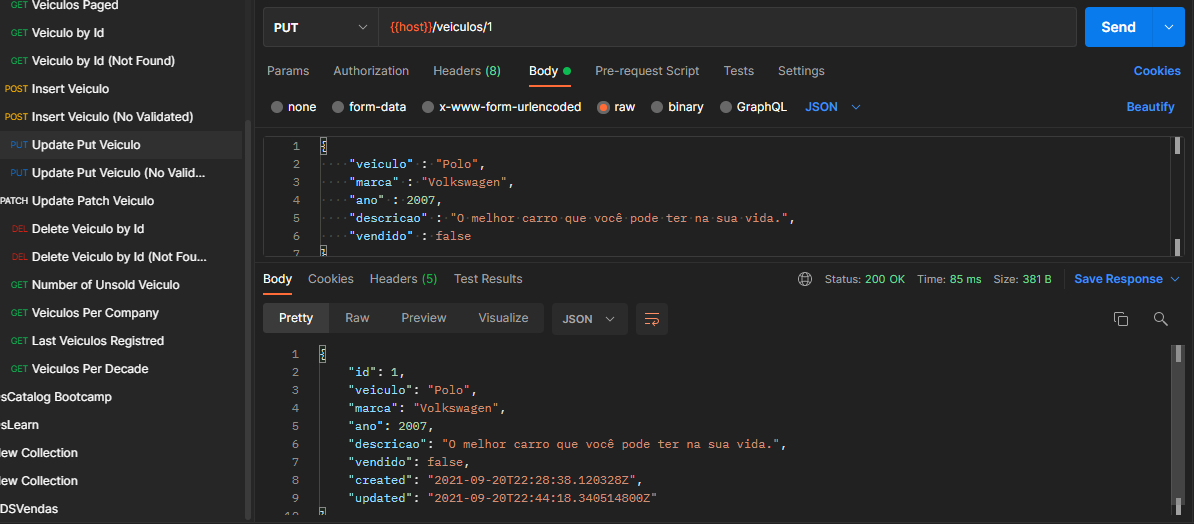 GET Veiculos Paged
GET Veiculo by Id
GET Veiculo by Id (Not Found)
POST Insert Veiculo
POST Insert Veiculo (No Validated)
PUT Update Put Veiculo
PUT Update Put Veiculo (No Valid...
PATCH Update Patch Veiculo
DEL Delete Veiculo by Id
DEL Delete Veiculo by Id (Not Fou...
GET Number of Unsold Veiculo
GET Veiculos Per Company
GET Last Veiculos Registred
GET Veiculos Per Decade
sCatalog Bootcamp
sLearn
ew Collection
ew Collection
DSVendas
PUT {{host}}/veiculos/1 Send
Params Authorization Headers (8) Body Pre-request Script Tests Settings Cookies
none form-data x-www-form-urlencoded raw binary GraphQL JSON Beautify
1 {
2 "veiculo" : "Polo",
3 "marca" : "Volkswagen",
4 "ano" : 2007,
5 "descricao" : "O melhor carro que você pode ter na sua vida.",
6 "vendido" : false
7 }
Body Cookies Headers (5) Test Results Status: 200 OK Time: 85 ms Size: 381 B Save Response
Pretty Raw Preview Visualize JSON
1 {
2 "id": 1,
3 "veiculo": "Polo",
4 "marca": "Volkswagen",
5 "ano": 2007,
6 "descricao": "O melhor carro que você pode ter na sua vida.",
7 "vendido": false,
8 "created": "2021-09-20T22:28:38.120328Z",
9 "updated": "2021-09-20T22:44:18.340514800Z"
10 }